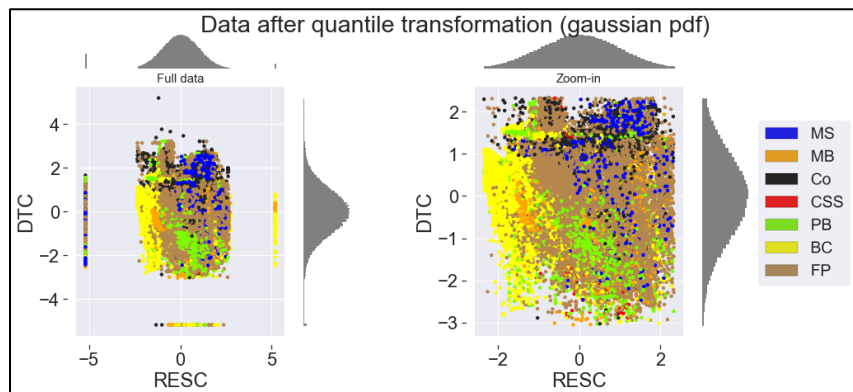 Data after quantile transformation (gaussian pdf)
Full data
Zoom-in
DTC
4
2
0
−2
−4
−5
0
5
RESC
DTC
2
1
0
−1
−2
−3
−2
0
2
RESC
MS
MB
Co
CSS
PB
BC
FP